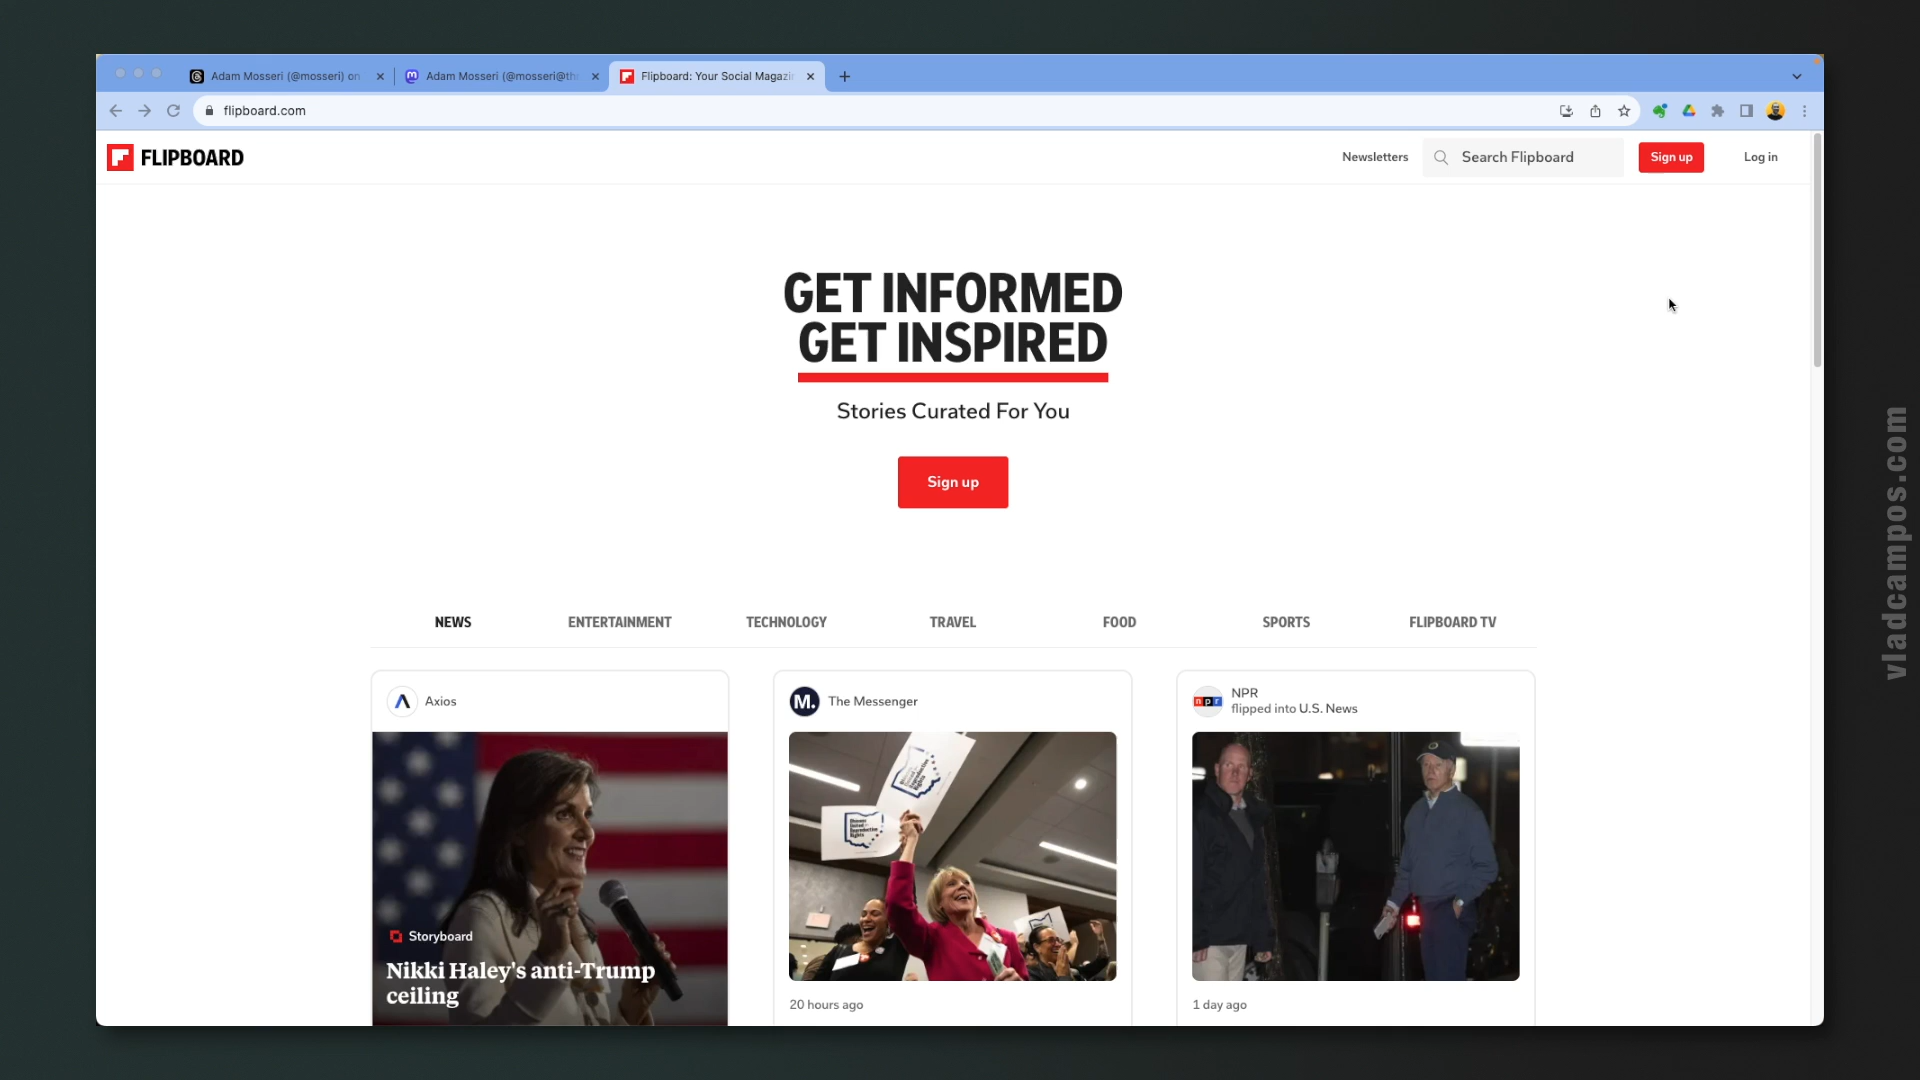 Adam Mosseri (@mosseri) on
Adam Mosseri (@mosseri@th
Flipboard: Your Social Magazi
flipboard.com
FLIPBOARD
Newsletters
Search Flipboard
Sign up
Log in
GET INFORMED
GET INSPIRED
Stories Curated For You
Sign up
NEWS
ENTERTAINMENT
TECHNOLOGY
TRAVEL
FOOD
SPORTS
FLIPBOARD TV
Axios
M.
The Messenger
npr
NPR
flipped into U.S. News
Storyboard
Nikki Haley's anti-Trump
ceiling
20 hours ago
1 day ago
vladcampos.com